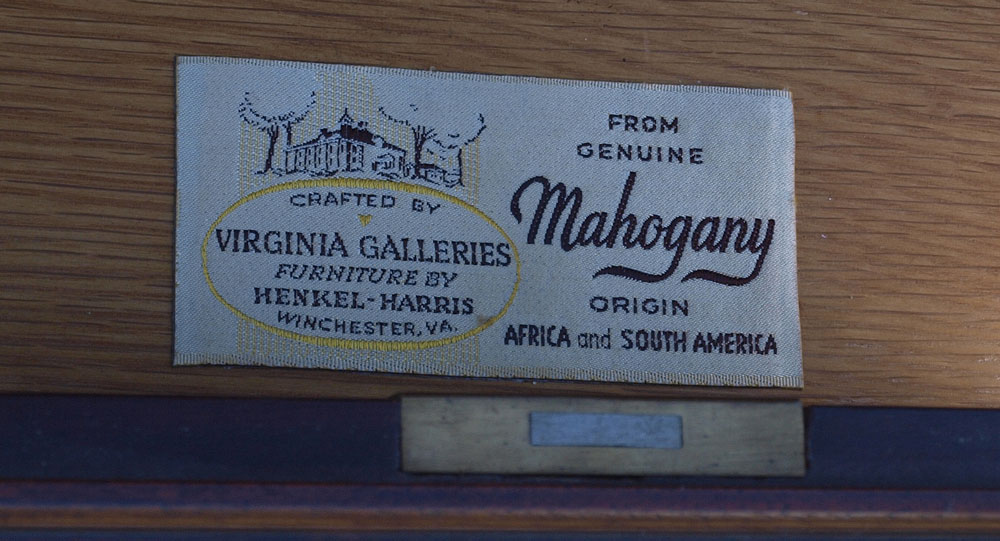 CRAFTED BY
VIRGINIA GALLERIES
FURNITURE BY
HENKEL-HARRIS
WINCHESTER, VA.
FROM
GENUINE
Mahogany
ORIGIN
AFRICA and SOUTH AMERICA